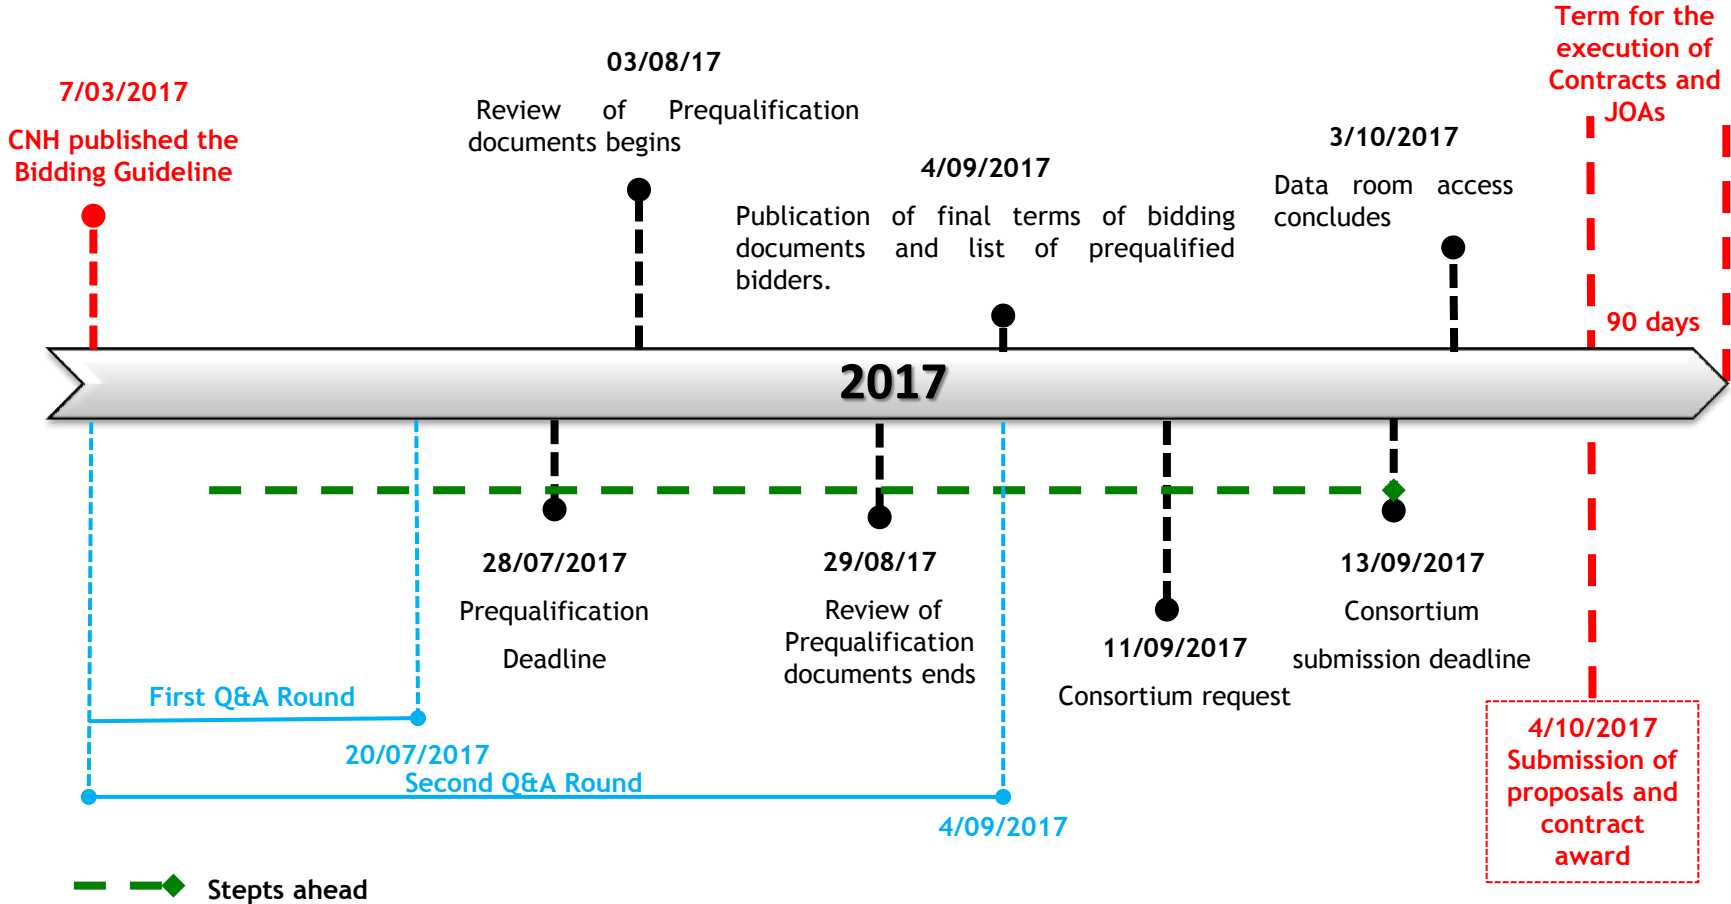 7/03/2017
CNH published the
Bidding Guideline
03/08/17
Review of Prequalification
documents begins
4/09/2017
Publication of final terms of bidding
documents and list of prequalified
bidders.
3/10/2017
Data room access
concludes
Term for the
execution of
Contracts and
JOAs
90 days
2017
28/07/2017
Prequalification
Deadline
29/08/17
Review of
Prequalification
documents ends
11/09/2017
Consortium request
13/09/2017
Consortium
submission deadline
First Q&A Round
20/07/2017
Second Q&A Round
4/09/2017
4/10/2017
Submission of
proposals and
contract
award
Stepts ahead